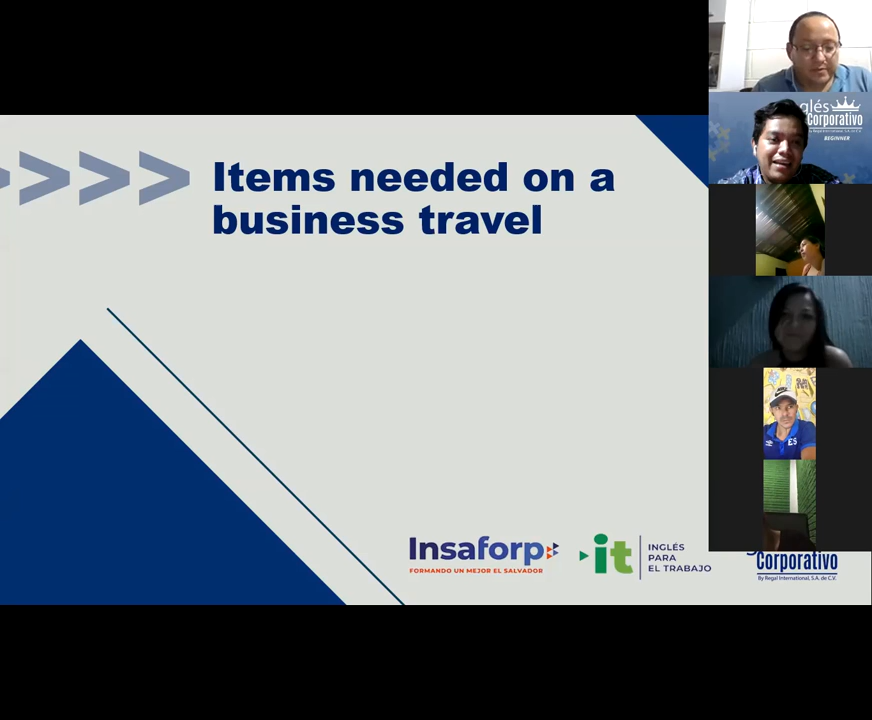 Items needed on a
business travel
glés
Corporativo
BEGINNER
ES
Insaforp
FORMANDO UN MEJOR EL SALVADOR
it
INGLÉS
PARA
EL TRABAJO
Corporativo
By Regal International, S.A. de C.V.